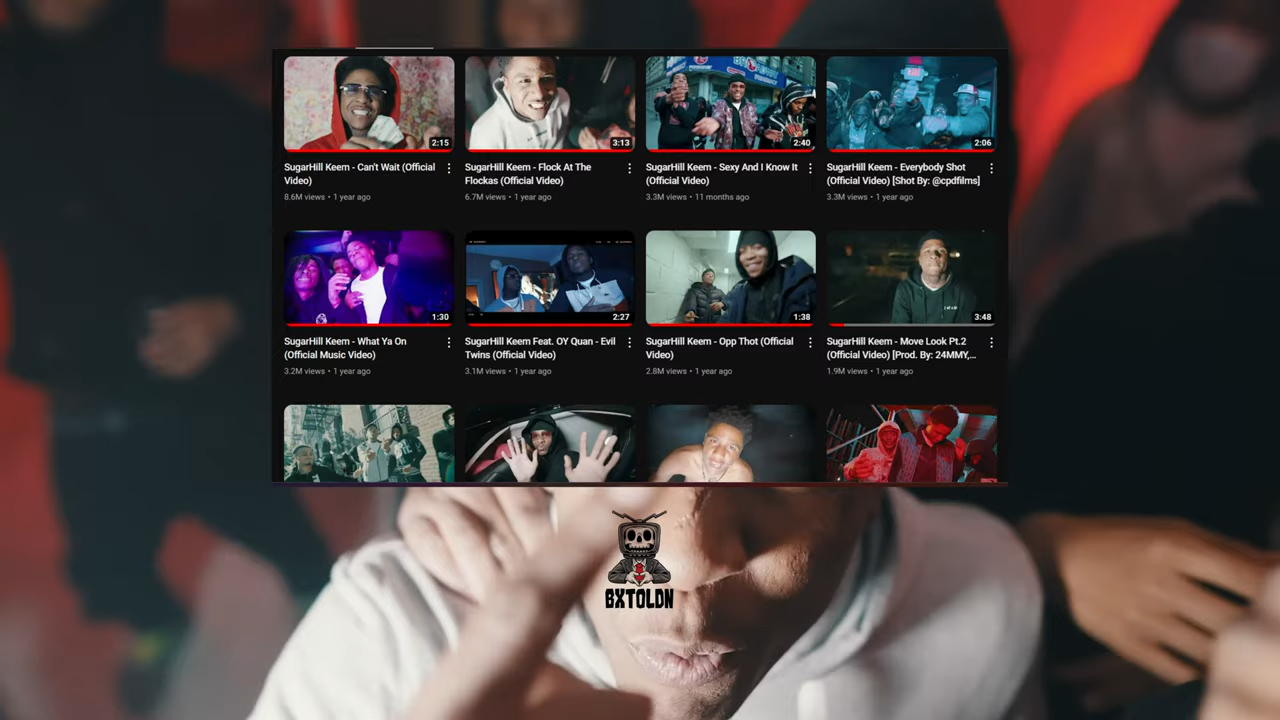 2:15
3:13
2:40
2:06
SugarHill Keem - Can't Wait (Official
Video)
8.6M views • 1 year ago
SugarHill Keem - Flock At The
Flockas (Official Video)
6.7M views • 1 year ago
SugarHill Keem - Sexy And I Know It
(Official Video)
3.3M views • 11 months ago
SugarHill Keem - Everybody Shot
(Official Video) [Shot By: @cpdfilms]
3.3M views • 1 year ago
1:30
2:27
1:38
3:48
SugarHill Keem - What Ya On
(Official Music Video)
3.2M views • 1 year ago
SugarHill Keem Feat. OY Quan - Evil
Twins (Official Video)
3.1M views • 1 year ago
SugarHill Keem - Opp Thot (Official
Video)
2.8M views • 1 year ago
SugarHill Keem - Move Look Pt.2
(Official Video) [Prod. By: 24MMY,...
1.9M views • 1 year ago
BXTOLDN